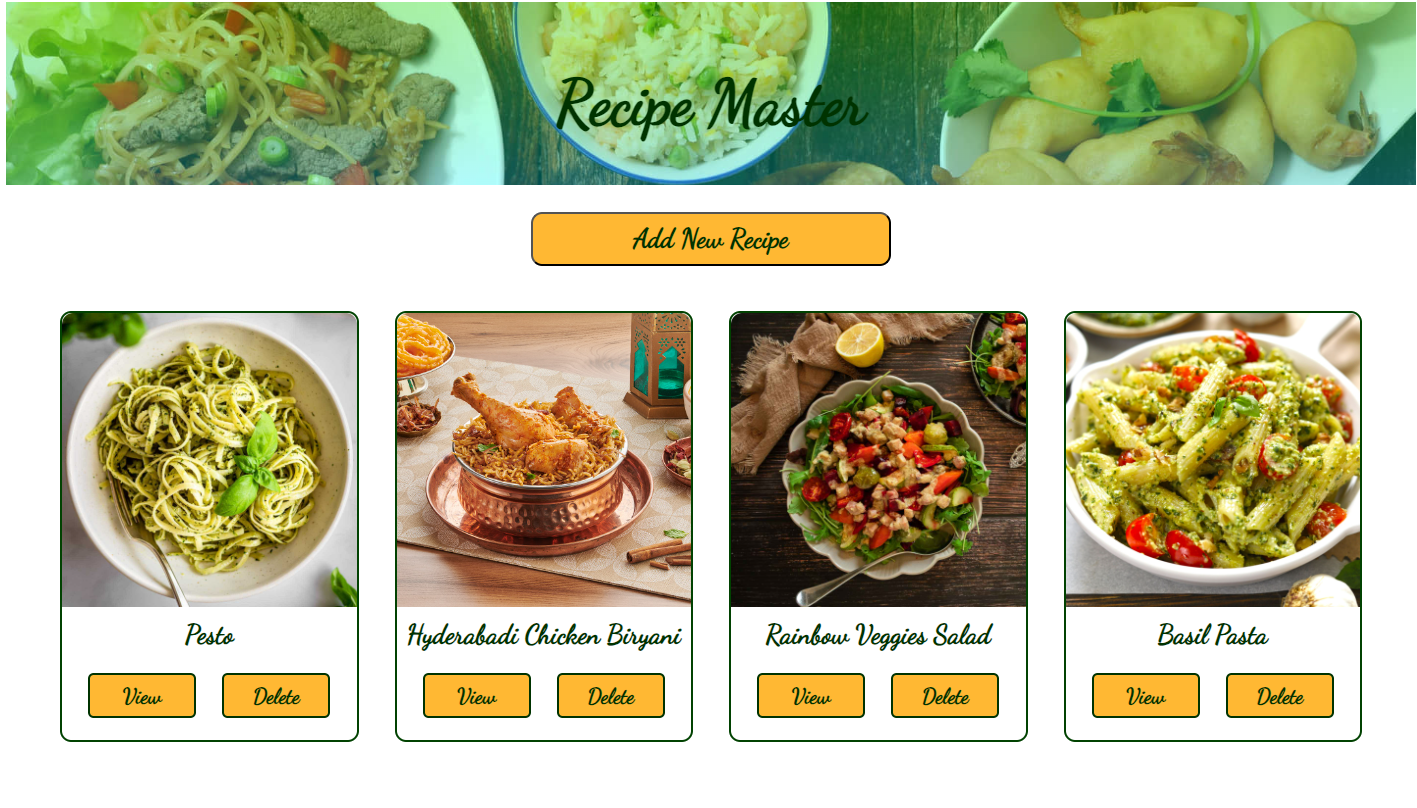 Recipe Master
Add New Recipe
Pesto
Hyderabadi Chicken Biryani
Rainbow Veggies Salad
Basil Pasta
View
Delete
View
Delete
View
Delete
View
Delete